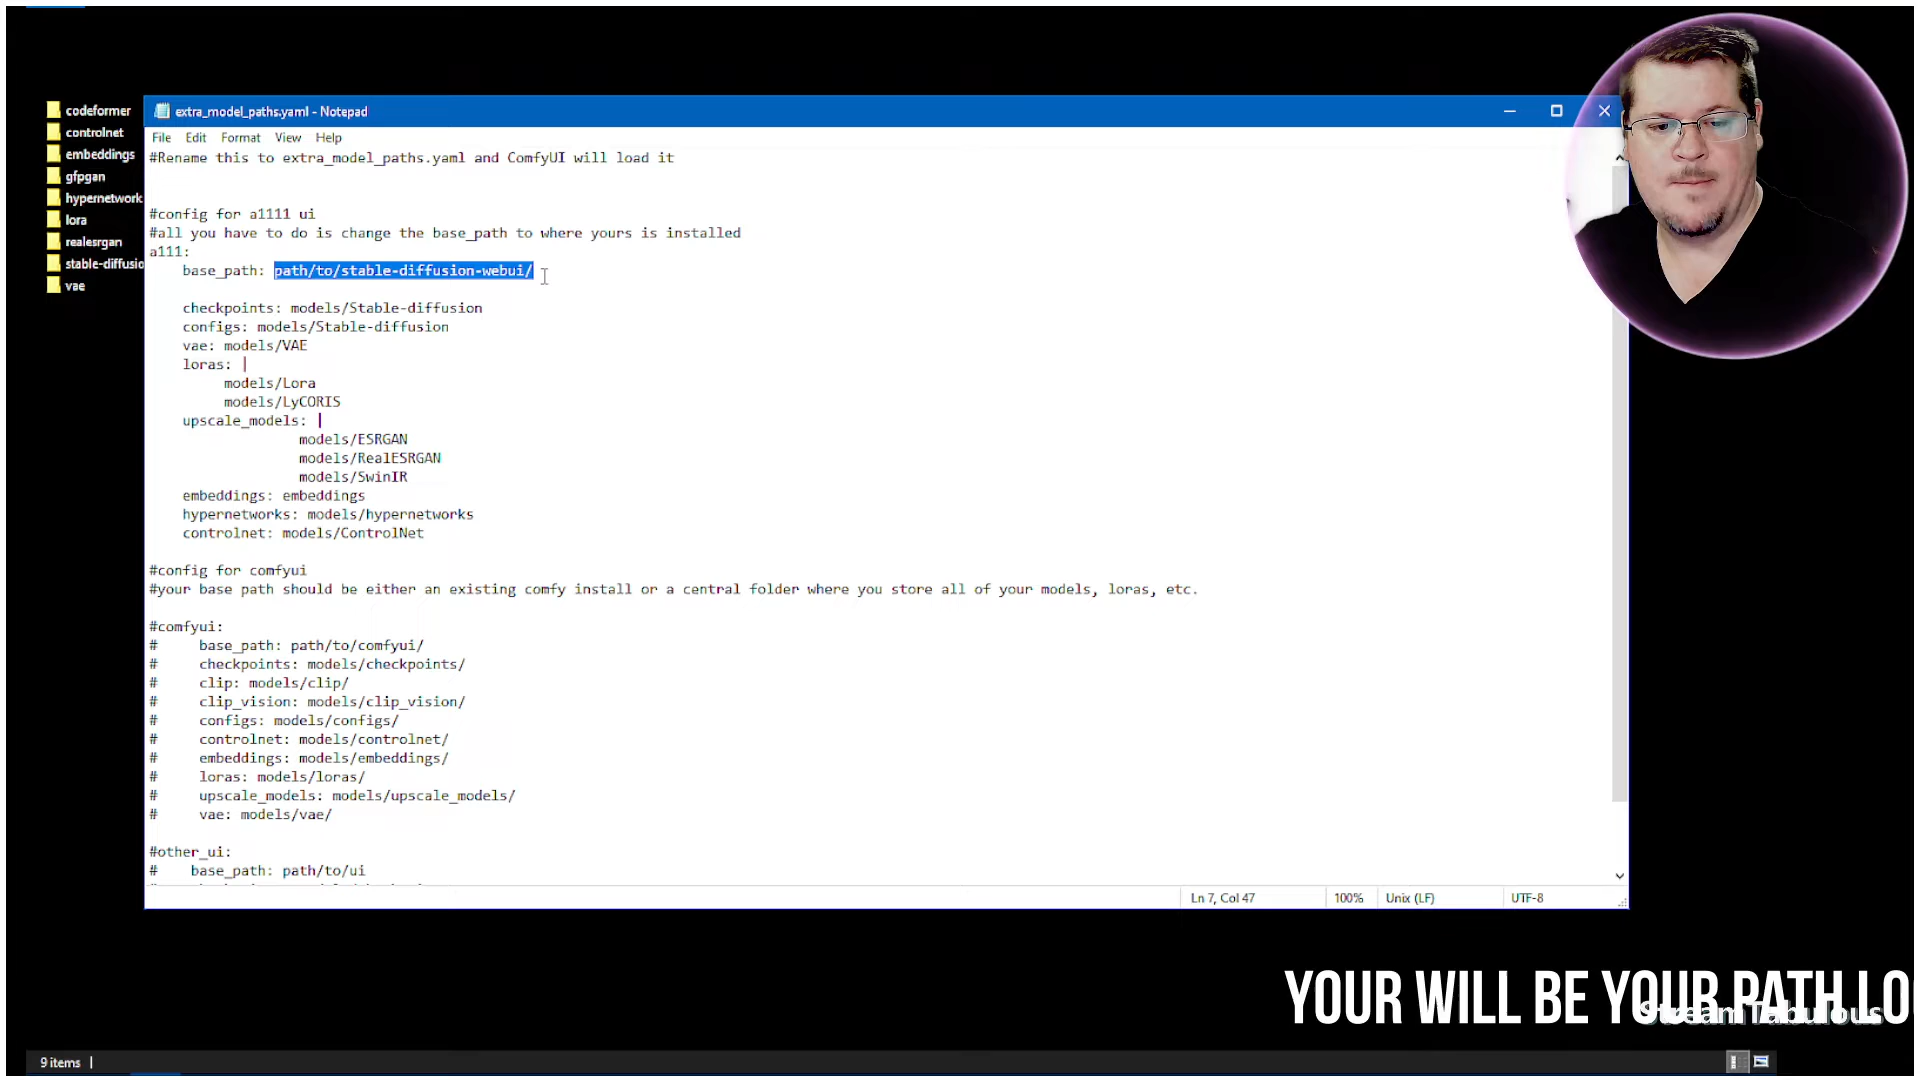 codeformer
controlnet
embeddings
gfpgan
hypernetwork
lora
realesrgan
stable-diffusio
vae
extra_model_paths.yaml - Notepad
File Edit Format View Help
#Rename this to extra_model_paths.yaml and ComfyUI will load it
#config for a1111 ui
#all you have to do is change the base_path to where yours is installed
a111:
base_path: path/to/stable-diffusion-webui/
checkpoints: models/Stable-diffusion
configs: models/Stable-diffusion
vae: models/VAE
loras: |
models/Lora
models/LyCORIS
upscale_models: |
models/ESRGAN
models/RealESRGAN
models/SwinIR
embeddings: embeddings
hypernetworks: models/hypernetworks
controlnet: models/ControlNet
#config for comfyui
#your base path should be either an existing comfy install or a central folder where you store all of your models, loras, etc.
#comfyui:
# base_path: path/to/comfyui/
# checkpoints: models/checkpoints/
# clip: models/clip/
# clip_vision: models/clip_vision/
# configs: models/configs/
# controlnet: models/controlnet/
# embeddings: models/embeddings/
# loras: models/loras/
# upscale_models: models/upscale_models/
# vae: models/vae/
#other_ui:
# base_path: path/to/ui
Ln 7, Col 47 100% Unix (LF) UTF-8
YOUR WILL BE YOUR PATH LO
StreamTabulous
9 items